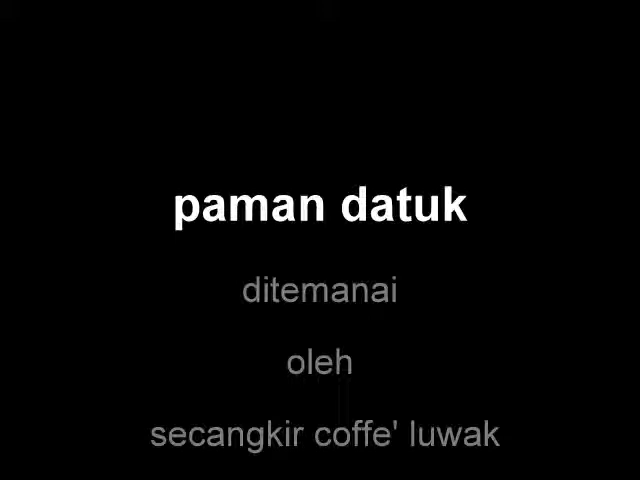 paman datuk
ditemanai
oleh
secangkir coffe' luwak